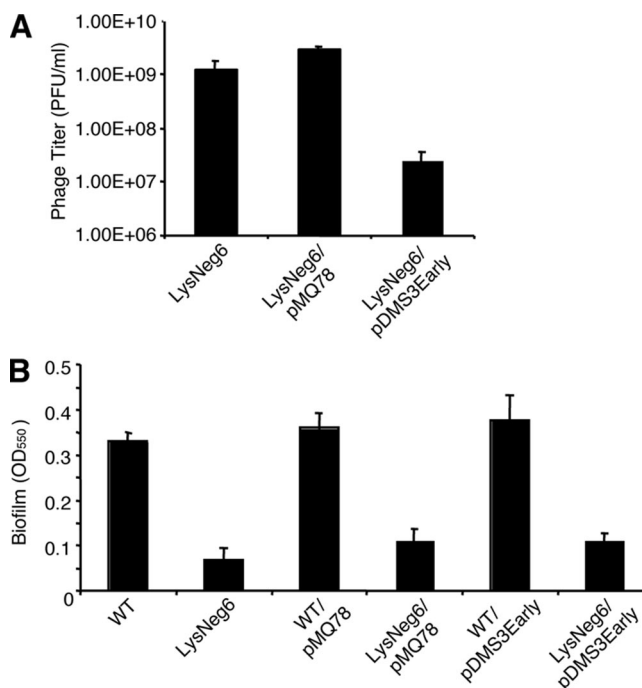 A
Phage Titer (PFU/ml)
1.00E+10
1.00E+09
1.00E+08
1.00E+07
1.00E+06
LysNeg6
LysNeg6/
pMQ78
LysNeg6/
pDMS3Early
B
Biofilm (OD550)
0.5
0.4
0.3
0.2
0.1
0
WT
LysNeg6
WT/
pMQ78
LysNeg6/
pMQ78
WT/
pDMS3Early
LysNeg6/
pDMS3Early